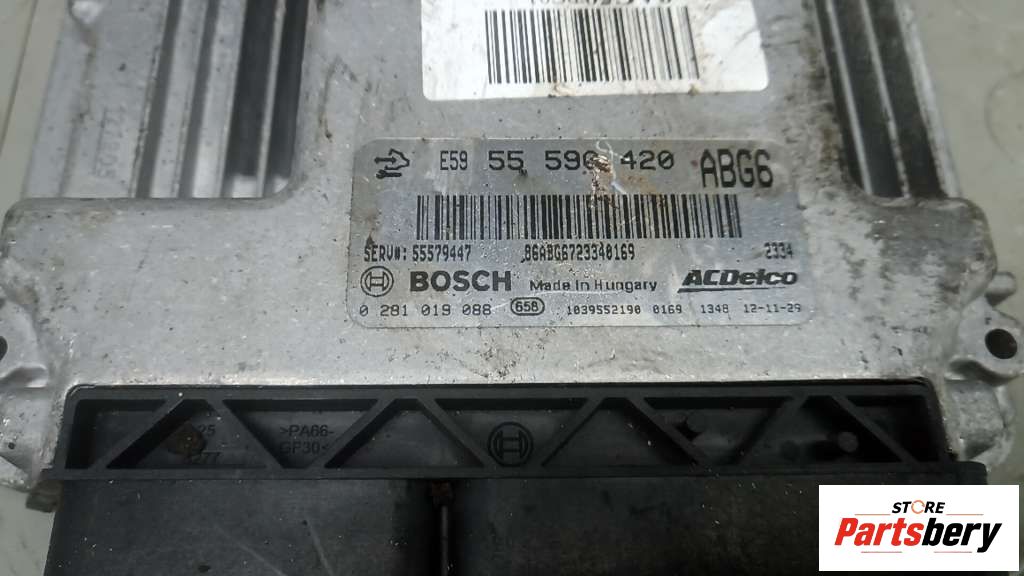 E59 55 590 420 ABG6
SERV#: 55579447 86ABG6723340169 2334
BOSCH Made in Hungary ACDelco
0 281 019 088 658 1039552190 0169 1348 12-11-29
>PA66-
GF30<
STORE
Partsbery